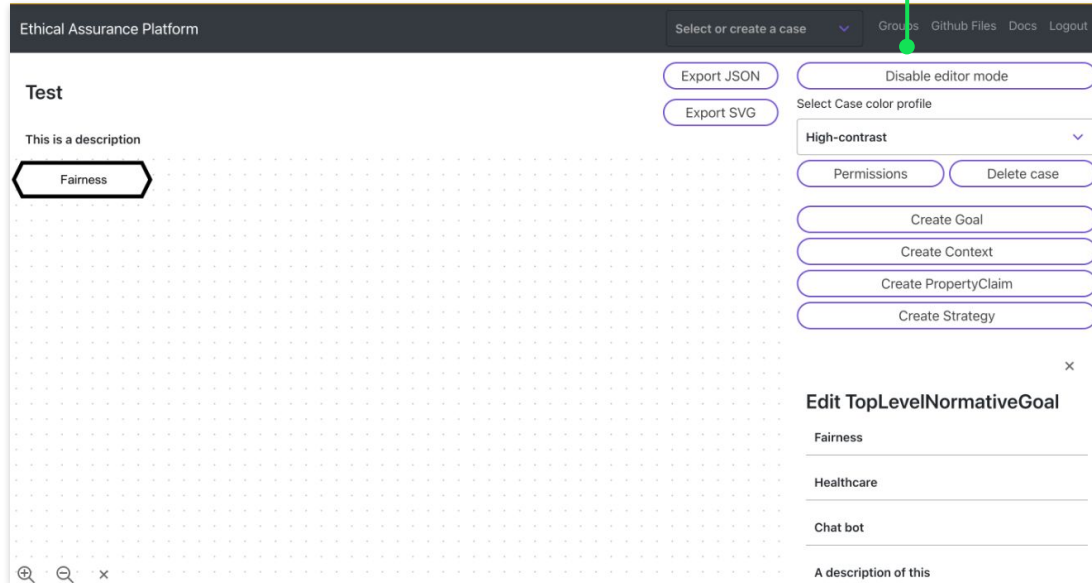 Ethical Assurance Platform
Select or create a case
Groups Github Files Docs Logout
Test
This is a description
Export JSON
Export SVG
Fairness
Disable editor mode
Select Case color profile
High-contrast
Permissions Delete case
Create Goal
Create Context
Create PropertyClaim
Create Strategy
Edit TopLevelNormativeGoal
Fairness
Healthcare
Chat bot
A description of this